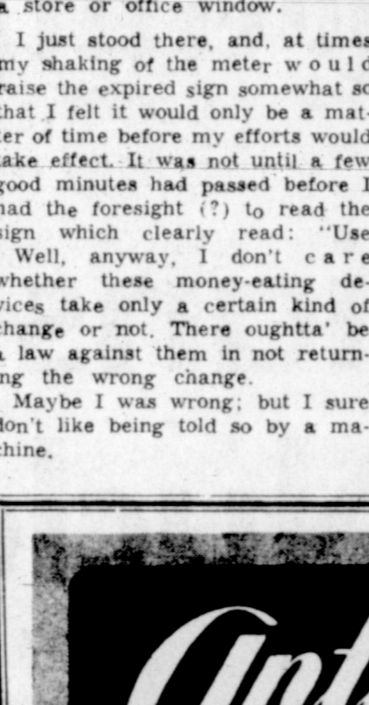 a store or office window.
I just stood there, and, at times
my shaking of the meter would
raise the expired sign somewhat so
that I felt it would only be a mat-
ter of time before my efforts would
take effect. It was not until a few
good minutes had passed before I
had the foresight (?) to read the
sign which clearly read: "Use
Well, anyway, I don't care
whether these money-eating de-
vices take only a certain kind of
change or not. There oughtta' be
a law against them in not return-
ing the wrong change.
Maybe I was wrong; but I sure
don't like being told so by a ma-
chine.